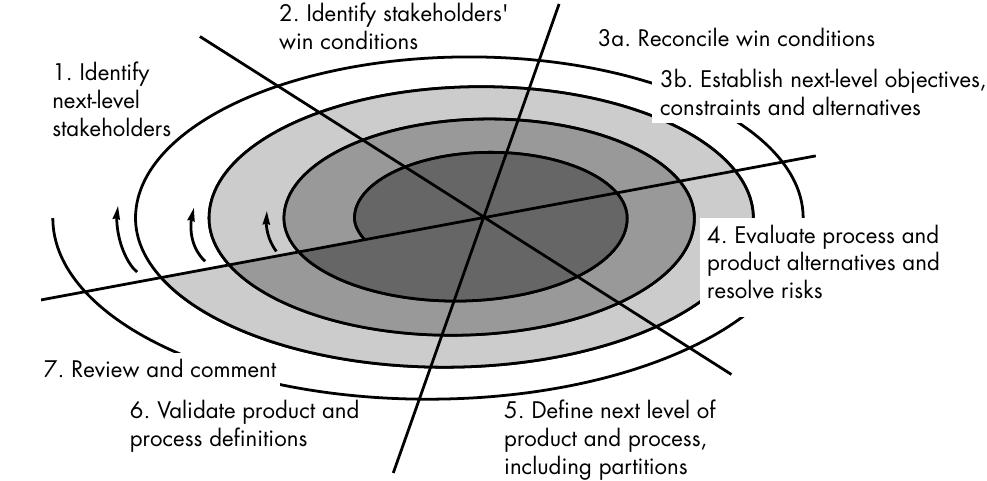 1. Identify
next-level
stakeholders
2. Identify stakeholders'
win conditions
3a. Reconcile win conditions
3b. Establish next-level objectives,
constraints and alternatives
4. Evaluate process and
product alternatives and
resolve risks
5. Define next level of
product and process,
including partitions
6. Validate product and
process definitions
7. Review and comment